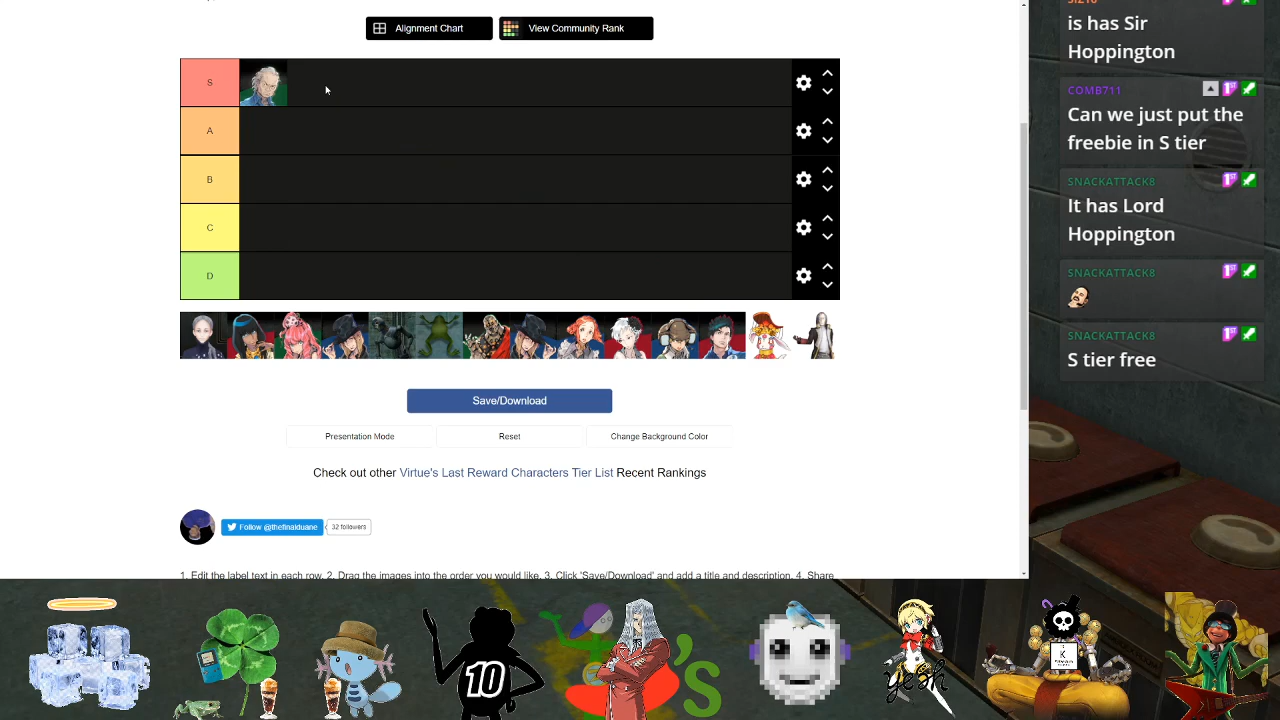 Alignment Chart
View Community Rank
S
A
B
C
D
Save/Download
Presentation Mode
Reset
Change Background Color
Check out other Virtue's Last Reward Characters Tier List Recent Rankings
Follow @thefinalduane
32 followers
1. Edit the label text in each row. 2. Drag the images into the order you would like. 3. Click 'Save/Download' and add a title and description. 4. Share
is has Sir
Hoppington
COMB711
Can we just put the
freebie in S tier
SNACKATTACK8
It has Lord
Hoppington
SNACKATTACK8
SNACKATTACK8
S tier free
10
's
yeah
K